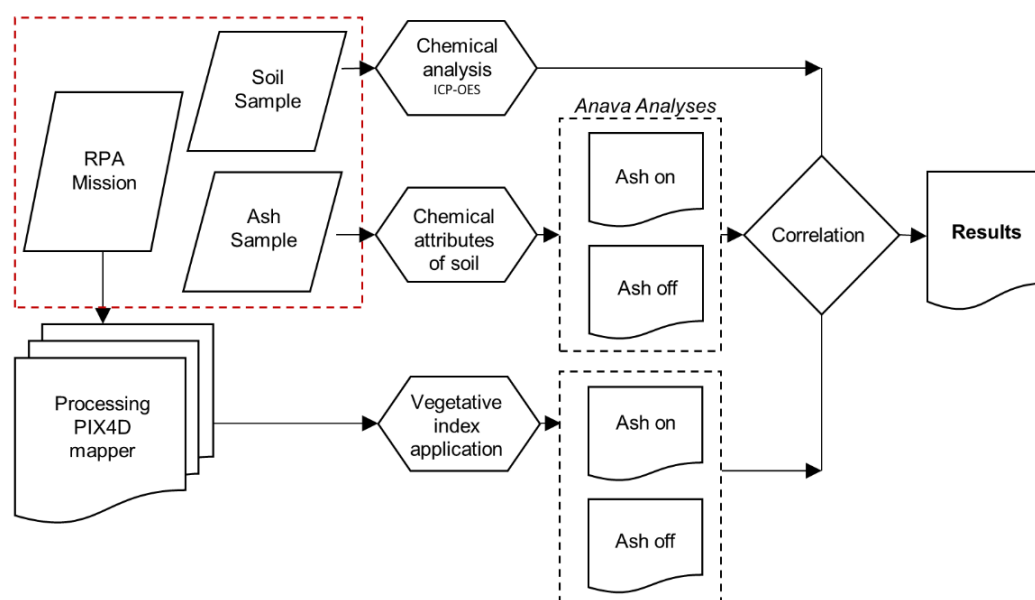 Soil
Sample
Chemical
analysis
ICP-OES
Anava Analyses
RPA
Mission
Ash on
Ash
Sample
Chemical
attributes
of soil
Correlation
Results
Ash off
Processing
PIX4D
mapper
Vegetative
index
application
Ash on
Ash off